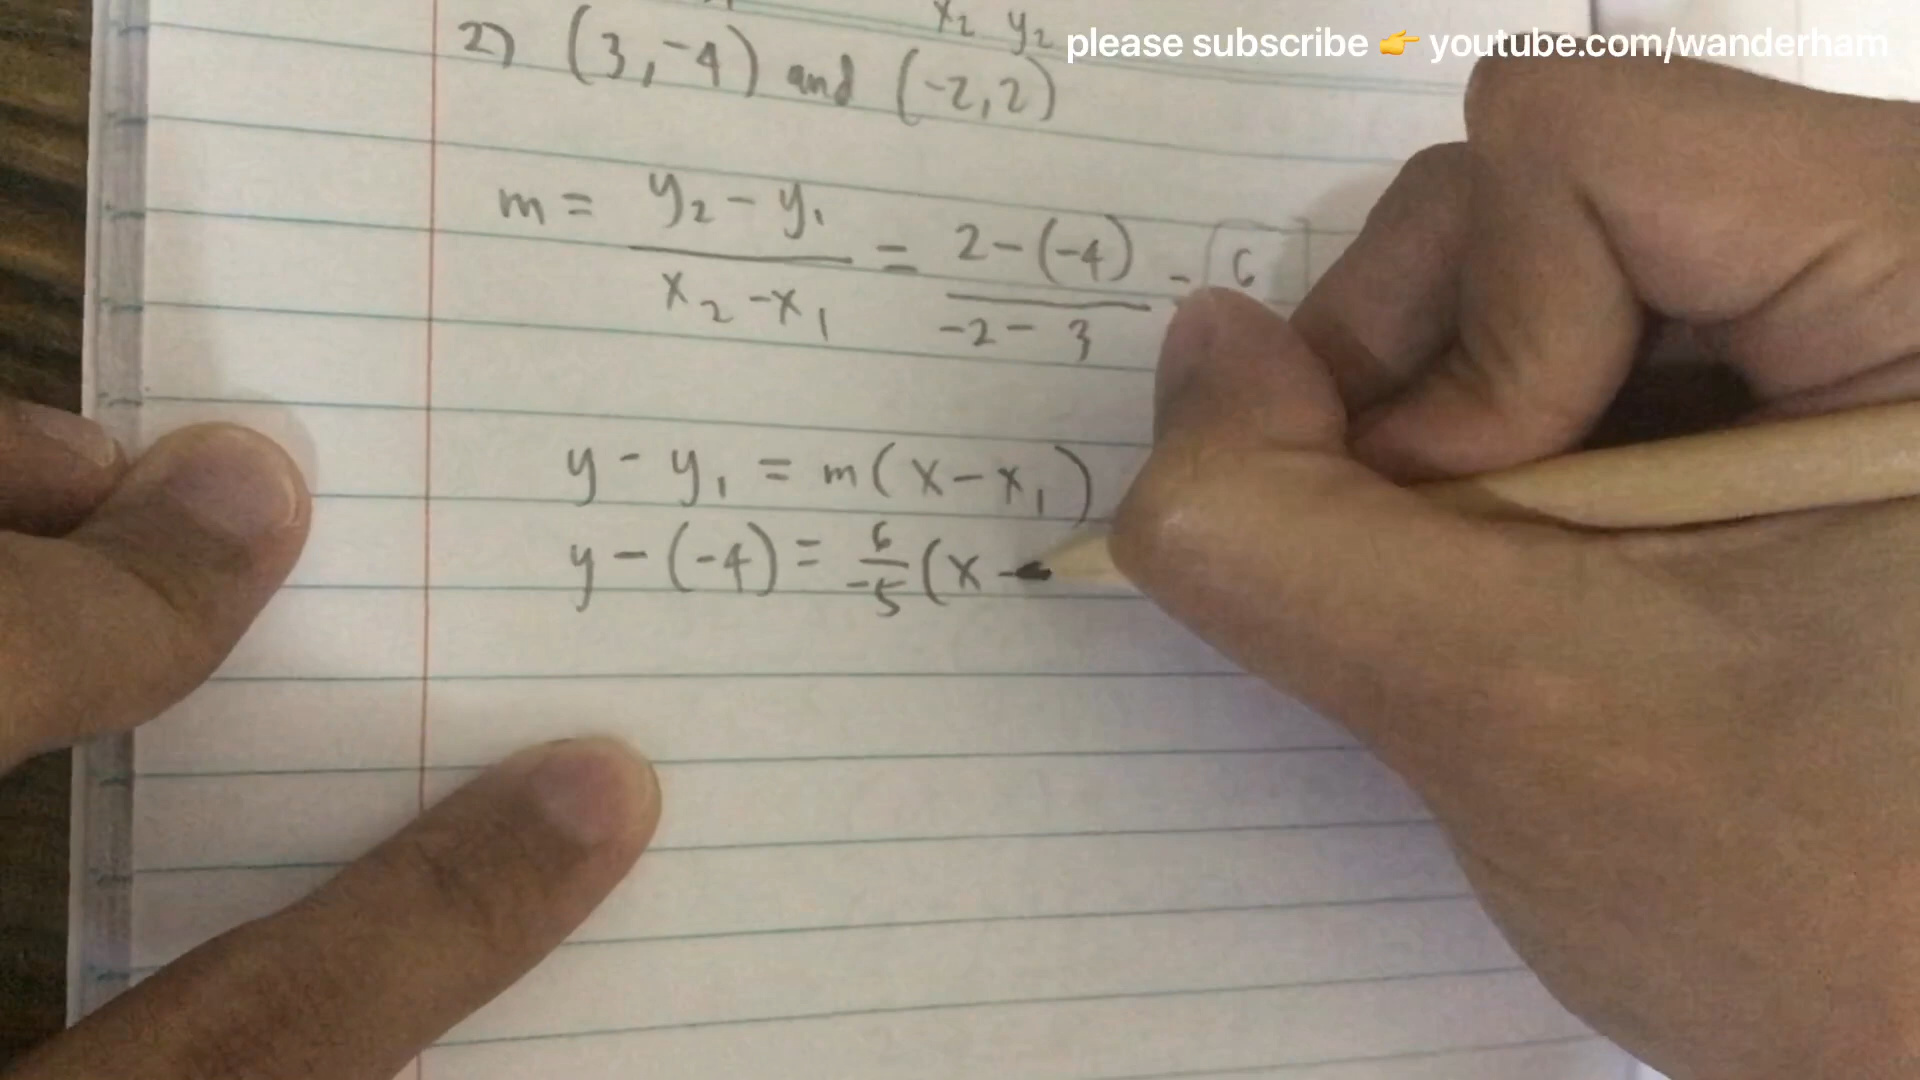 x₂ y₂
please subscribe 👉 youtube.com/wanderham
2) (3,-4) and (-2,2)
m = y₂ - y₁ / x₂ - x₁ = 2-(-4) / -2-3 = 6
y - y₁ = m(x-x₁)
y - (-4) = 6/-5 (x -